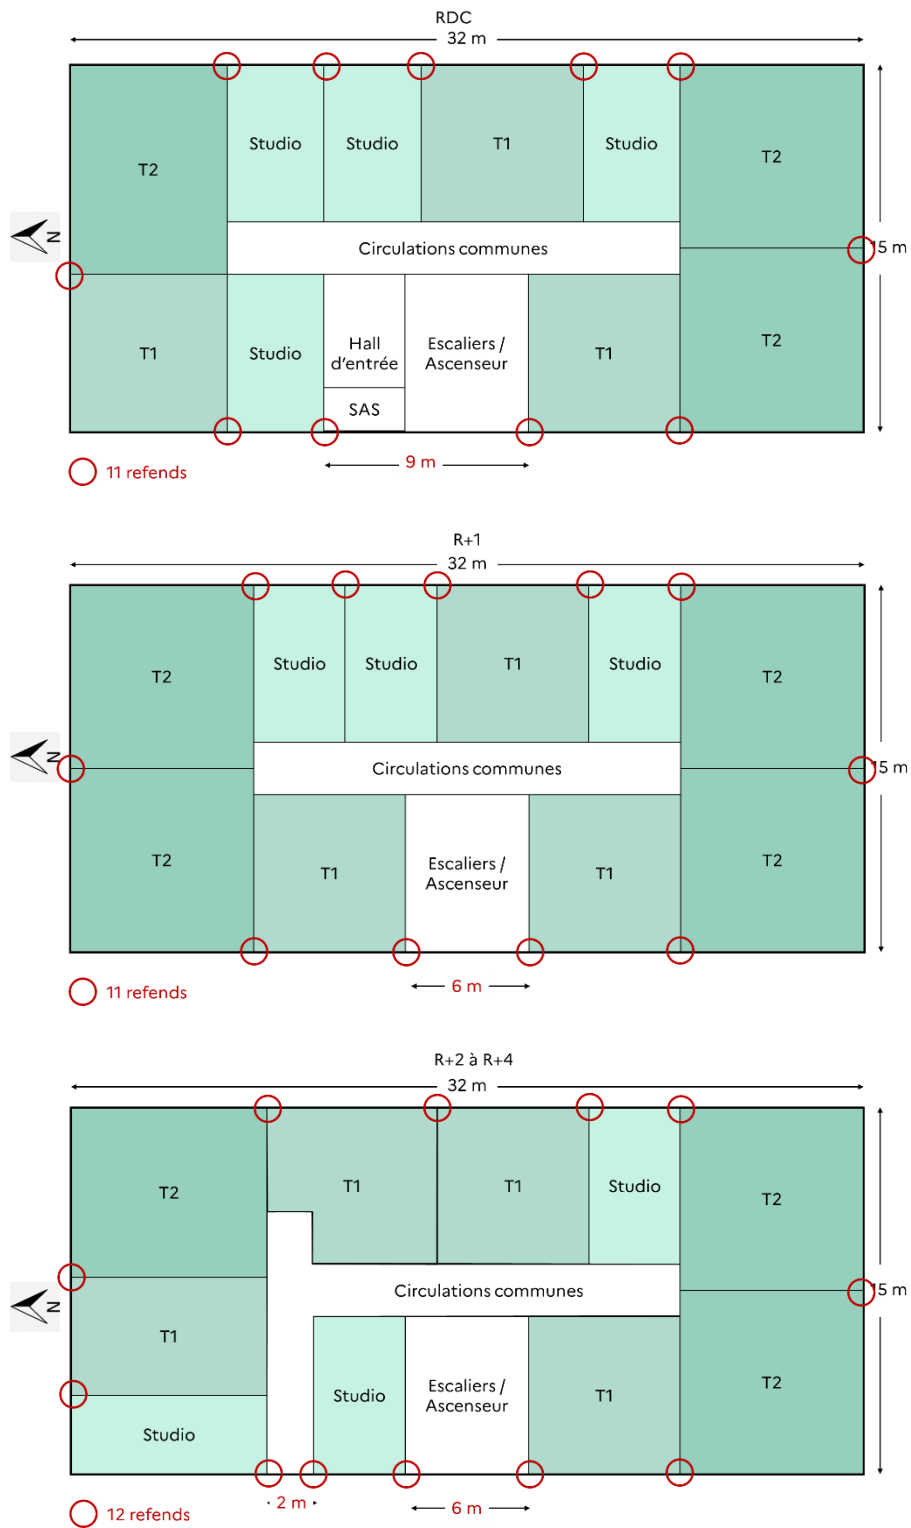 RDC
32 m
Studio
Studio
T1
Studio
T2
T2
N
Circulations communes
15 m
T1
Studio
Hall
d'entrée
Escaliers /
Ascenseur
T1
T2
SAS
9 m
11 refends
R+1
32 m
T2
Studio
Studio
T1
Studio
T2
N
Circulations communes
15 m
T2
T1
Escaliers /
Ascenseur
T1
T2
6 m
11 refends
R+2 à R+4
32 m
T2
T1
T1
Studio
T2
N
Circulations communes
15 m
T1
Studio
Escaliers /
Ascenseur
T1
T2
Studio
2 m
6 m
12 refends